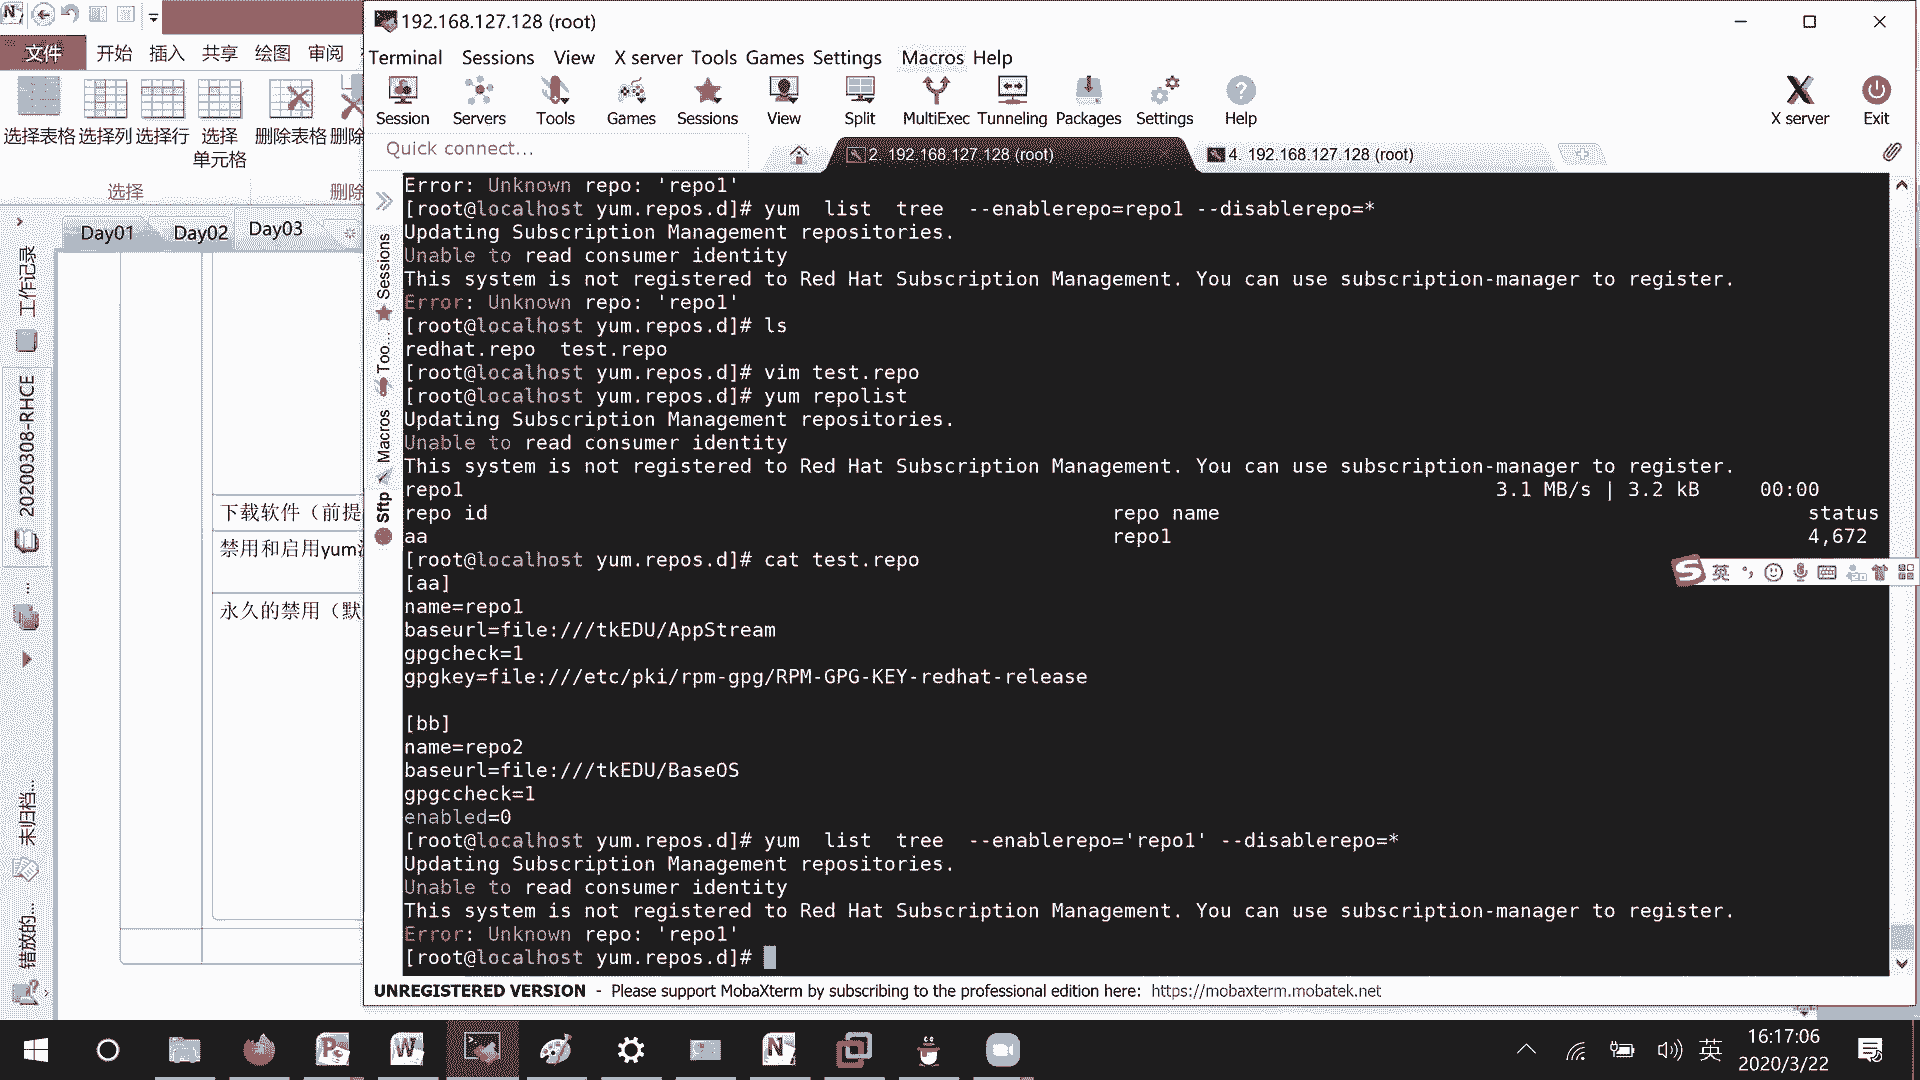 192.168.127.128 (root)
文件 开始 插入 共享 绘图 审阅
Terminal Sessions View X server Tools Games Settings Macros Help
选择表格 选择列 选择行 选择单元格 删除表格 删除
Session Servers Tools Games Sessions View Split MultiExec Tunneling Packages Settings Help X server Exit
选择 删除
Quick connect...
2. 192.168.127.128 (root)
4. 192.168.127.128 (root)
Day01 Day02 Day03
工作记录
20200308-RHCE
未归档...
错放的...
下载软件（前提
禁用和启用yum
永久的禁用（默
Sessions
Too...
Macros
Sftp
Error: Unknown repo: 'repo1'
[root@localhost yum.repos.d]# yum  list  tree  --enablerepo=repo1 --disablerepo=*
Updating Subscription Management repositories.
Unable to read consumer identity
This system is not registered to Red Hat Subscription Management. You can use subscription-manager to register.
Error: Unknown repo: 'repo1'
[root@localhost yum.repos.d]# ls
redhat.repo  test.repo
[root@localhost yum.repos.d]# vim test.repo
[root@localhost yum.repos.d]# yum repolist
Updating Subscription Management repositories.
Unable to read consumer identity
This system is not registered to Red Hat Subscription Management. You can use subscription-manager to register.
repo1 3.1 MB/s | 3.2 kB 00:00
repo id repo name status
aa repo1 4,672
[root@localhost yum.repos.d]# cat test.repo
[aa]
name=repo1
baseurl=file:///tkEDU/AppStream
gpgcheck=1
gpgkey=file:///etc/pki/rpm-gpg/RPM-GPG-KEY-redhat-release
[bb]
name=repo2
baseurl=file:///tkEDU/BaseOS
gpgccheck=1
enabled=0
[root@localhost yum.repos.d]# yum  list  tree  --enablerepo='repo1' --disablerepo=*
Updating Subscription Management repositories.
Unable to read consumer identity
This system is not registered to Red Hat Subscription Management. You can use subscription-manager to register.
Error: Unknown repo: 'repo1'
[root@localhost yum.repos.d]#
英
UNREGISTERED VERSION - Please support MobaXterm by subscribing to the professional edition here: https://mobaxterm.mobatek.net
英
16:17:06
2020/3/22